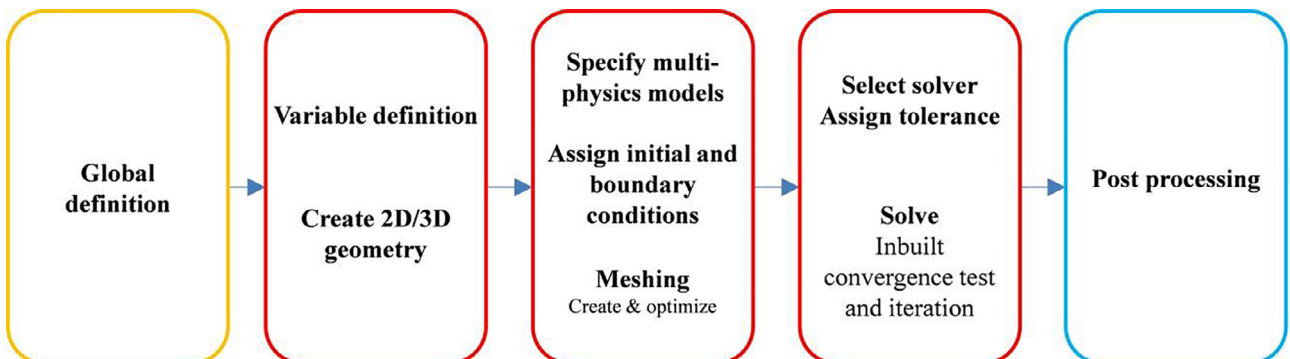 Global
definition
Variable definition
Create 2D/3D
geometry
Specify multi-
physics models
Assign initial and
boundary
conditions
Meshing
Create & optimize
Select solver
Assign tolerance
Solve
Inbuilt
convergence test
and iteration
Post processing